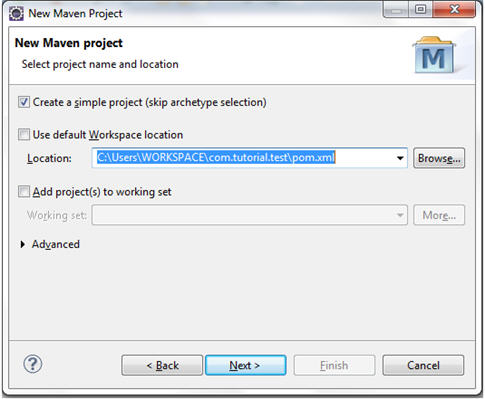 New Maven Project
New Maven project
Select project name and location
M
Create a simple project (skip archetype selection)
Use default Workspace location
Location: C:\Users\WORKSPACE\com.tutorial.test\pom.xml Browse...
Add project(s) to working set
Working set: More...
Advanced
? < Back Next > Finish Cancel